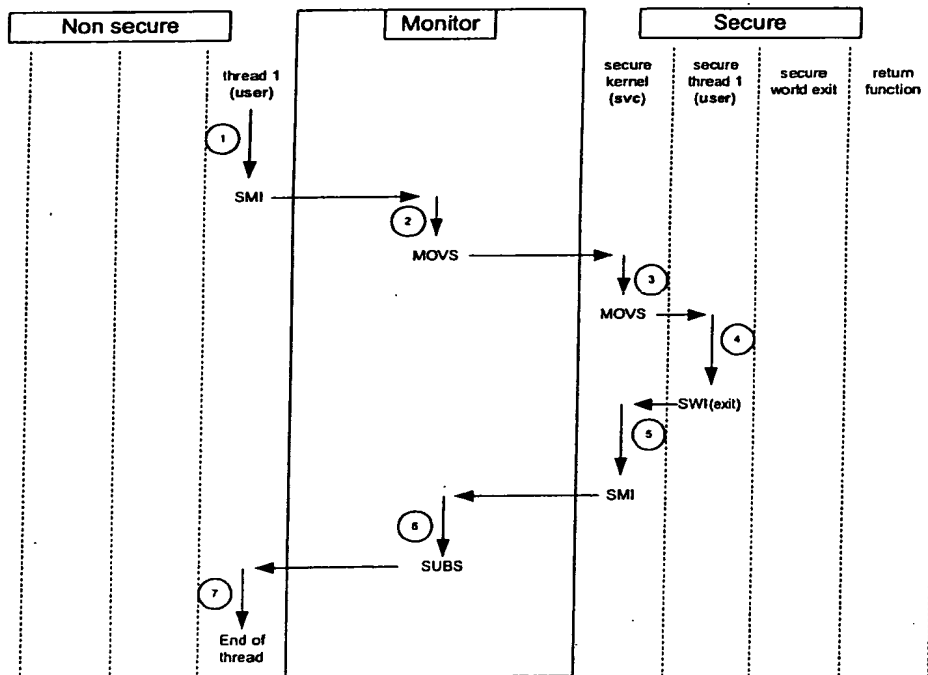 Non secure
Monitor
Secure
thread 1
(user)
secure
kernel
(svc)
secure
thread 1
(user)
secure
world exit
return
function
1
SMI
2
MOVS
3
MOVS
4
SWI(exit)
5
SMI
6
SUBS
7
End of
thread